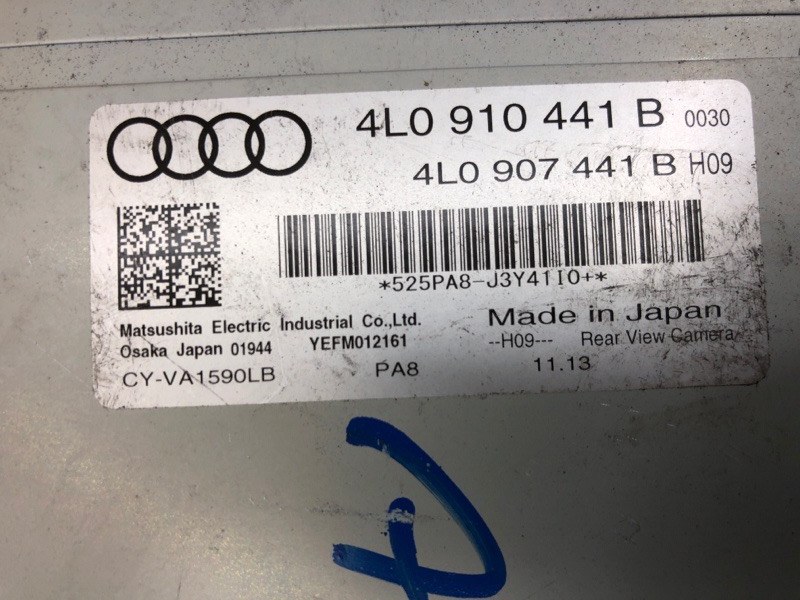 4L0 910 441 B 0030
4L0 907 441 B H09
*525PA8-J3Y41I0+*
Matsushita Electric Industrial Co.,Ltd.
Osaka Japan 01944 YEFM012161
CY-VA1590LB PA8
Made in Japan
--H09--- Rear View Camera
11.13